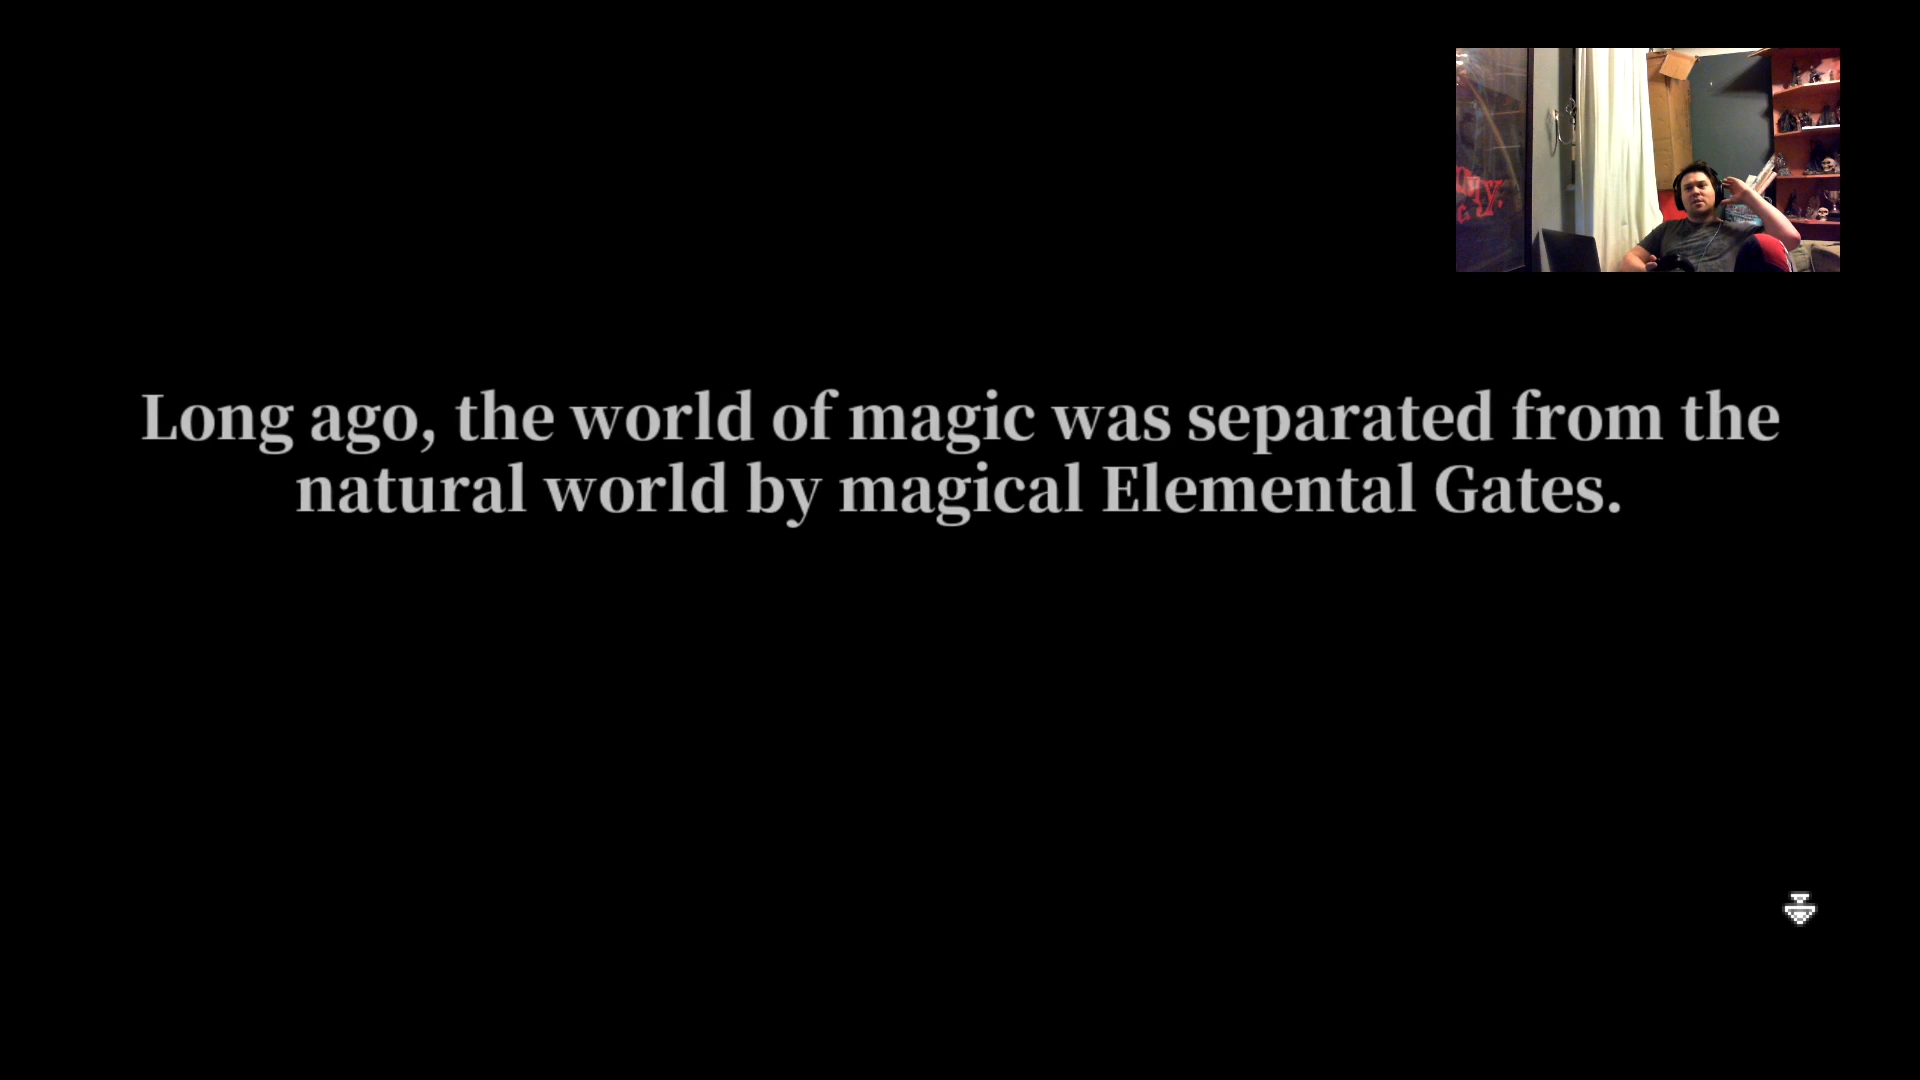 Long ago, the world of magic was separated from the
natural world by magical Elemental Gates.